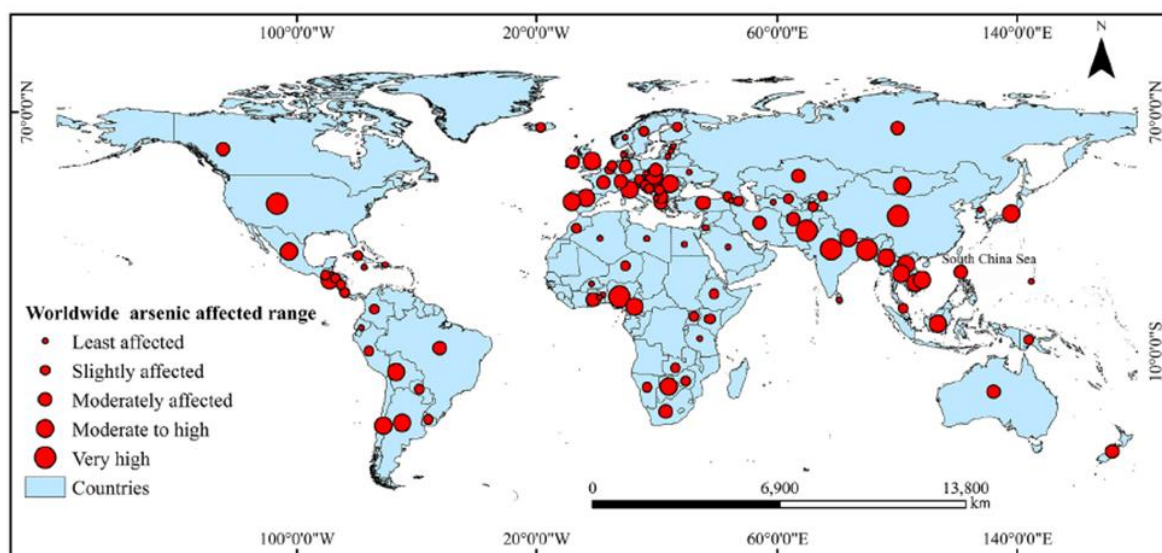 100°0'0"W 20°0'0"W 60°0'0"E 140°0'0"E
N
70°0'0"N 70°0'0"N
South China Sea
Worldwide arsenic affected range
Least affected
Slightly affected
Moderately affected
Moderate to high
Very high
Countries
10°0'0"S 10°0'0"S
0 6,900 13,800
km
100°0'0"W 20°0'0"W 60°0'0"E 140°0'0"E